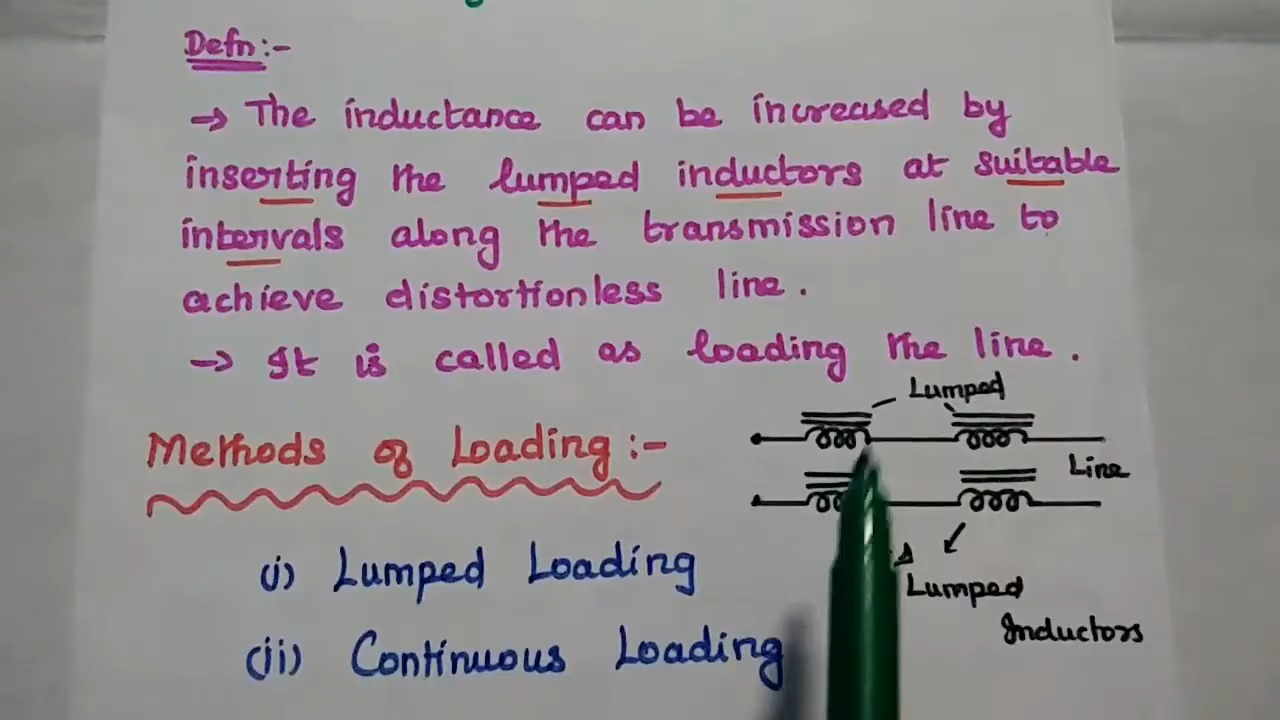 Defn:-
→ The inductance can be increased by
inserting the lumped inductors at suitable
intervals along the transmission line to
achieve distortionless line.
→ It is called as loading the line.
Lumped
Methods of Loading :-
Line
(i) Lumped Loading
Lumped
Inductors
(ii) Continuous Loading